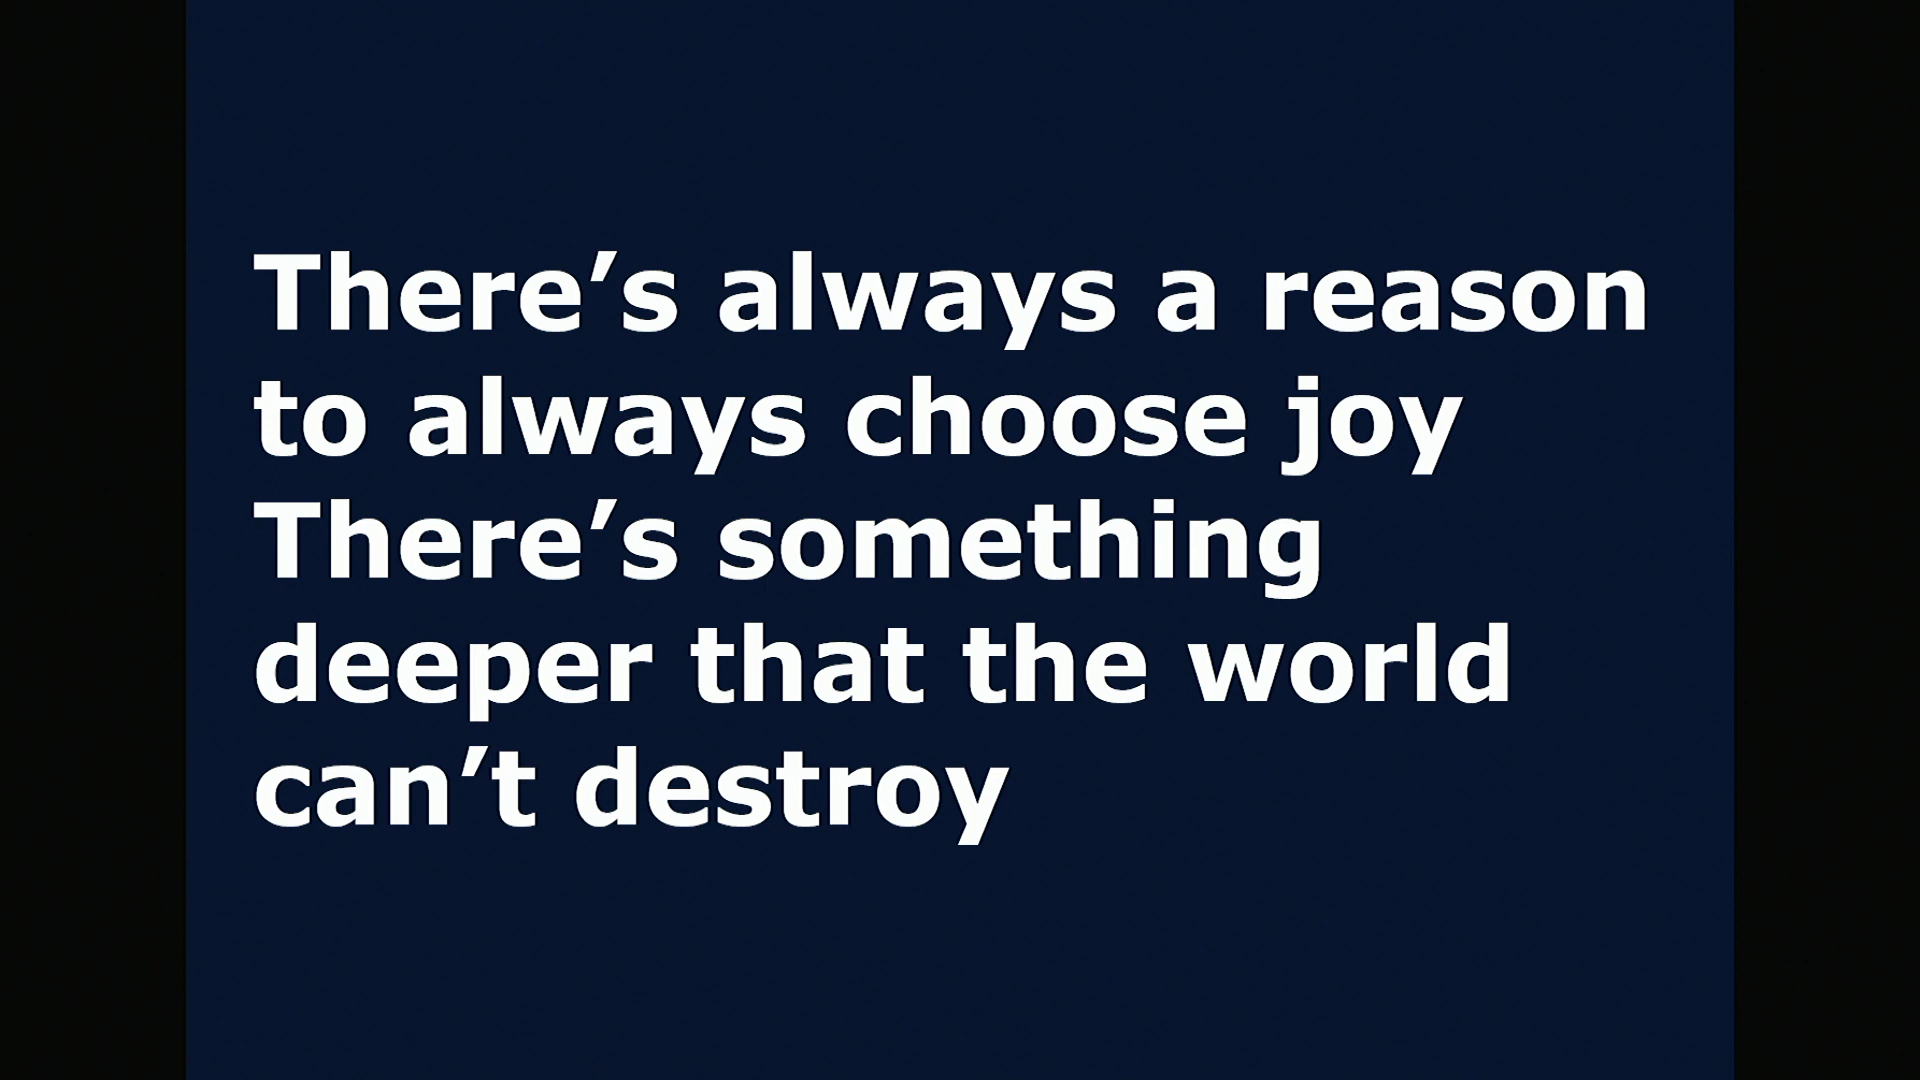 There’s always a reason
to always choose joy
There’s something
deeper that the world
can’t destroy